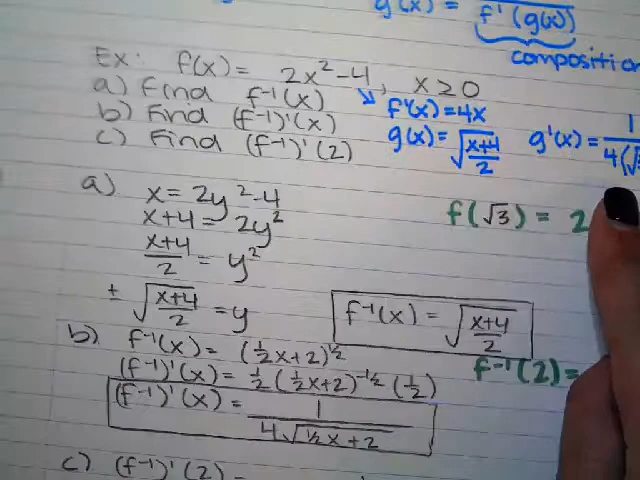 g'(x) = f'(g(x))
composition
Ex: f(x) = 2x² - 4, x ≥ 0
a) Find f⁻¹(x)
b) Find (f⁻¹)'(x)
c) Find (f⁻¹)'(2)
f'(x) = 4x
g(x) = √((x+4)/2) g'(x) = 1/4(√
a) x = 2y² - 4
x + 4 = 2y²
(x+4)/2 = y²
± √((x+4)/2) = y
f(√3) = 2
f⁻¹(x) = √((x+4)/2)
b) f⁻¹(x) = (½x + 2)^½
(f⁻¹)'(x) = ½(½x + 2)^-½ (½)
f⁻¹(2) =
(f⁻¹)'(x) = 1/(4√(½x + 2))
c) (f⁻¹)'(2) =